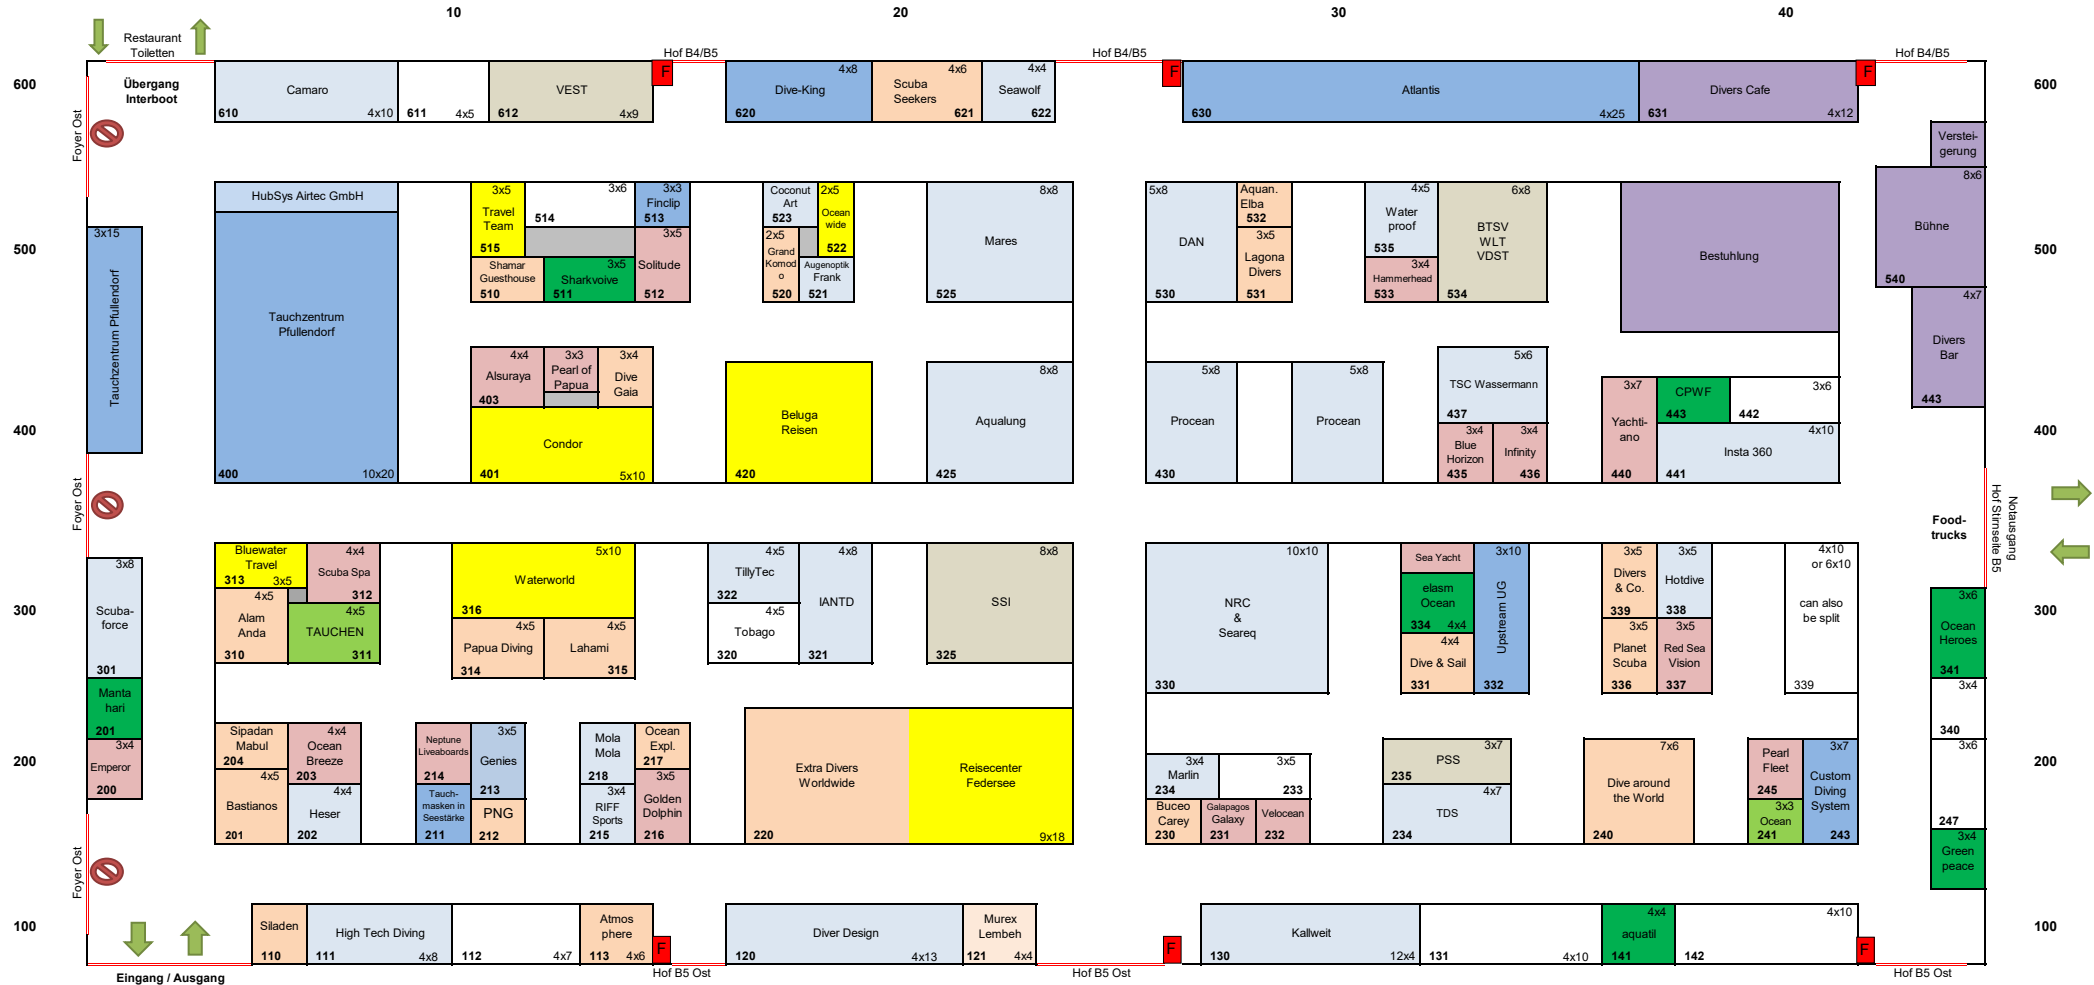 10
20
30
40
Restaurant
Toiletten
Hof B4/B5
Hof B4/B5
Hof B4/B5
600
Übergang
Interboot
Foyer Ost
Camaro
610
4x10
611
4x5
VEST
612
4x9
F
4x8
Dive-King
620
4x6
Scuba
Seekers
621
4x4
Seawolf
622
F
Atlantis
630
4x25
Divers Cafe
631
4x12
F
600
Verstei-
gerung
8x6
Bühne
540
500
3x15
Tauchzentrum Pfullendorf
HubSys Airtec GmbH
Tauchzentrum
Pfullendorf
400
10x20
3x5
Travel
Team
515
3x6
514
3x3
Finclip
513
Shamar
Guesthouse
510
3x5
Sharkvoive
511
3x5
Solitude
512
Coconut
Art
523
2x5
Ocean
wide
522
2x5
Grand
Komod
o
520
Augenoptik
Frank
521
8x8
Mares
525
5x8
DAN
530
Aquan.
Elba
532
3x5
Lagona
Divers
531
4x5
Water
proof
535
3x4
Hammerhead
533
6x8
BTSV
WLT
VDST
534
Bestuhlung
500
4x7
Divers
Bar
443
400
4x4
Alsuraya
403
3x3
Pearl of
Papua
3x4
Dive
Gaia
Condor
401
5x10
Beluga
Reisen
420
8x8
Aqualung
425
5x8
Procean
430
5x8
Procean
5x6
TSC Wassermann
437
3x4
Blue
Horizon
435
3x4
Infinity
436
3x7
Yachti-
ano
440
CPWF
443
3x6
442
4x10
Insta 360
441
400
Foyer Ost
Food-
trucks
Notausgang
Hof Stirnseite B5
300
3x8
Scuba-
force
301
Bluewater
Travel
313
3x5
4x4
Scuba Spa
312
4x5
Alam
Anda
310
4x5
TAUCHEN
311
5x10
Waterworld
316
4x5
Papua Diving
314
4x5
Lahami
315
4x5
TillyTec
322
4x5
Tobago
320
4x8
IANTD
321
8x8
SSI
325
10x10
NRC
&
Seareq
330
Sea Yacht
elasm
Ocean
334
4x4
4x4
Dive & Sail
331
3x10
Upstream UG
332
3x5
Divers
& Co.
339
3x5
Hotdive
338
3x5
Planet
Scuba
336
3x5
Red Sea
Vision
337
4x10
or 6x10
can also
be split
339
3x6
Ocean
Heroes
341
300
Manta
hari
201
3x4
Emperor
200
200
Sipadan
Mabul
204
4x4
Ocean
Breeze
203
4x5
Bastianos
201
4x4
Heser
202
Neptune
Liveaboards
214
3x5
Genies
213
Tauch-
masken in
Seestärke
211
PNG
212
Mola
Mola
218
Ocean
Expl.
217
3x4
RIFF
Sports
215
3x5
Golden
Dolphin
216
Extra Divers
Worldwide
220
Reisecenter
Federsee
9x18
3x4
Marlin
234
3x5
233
Buceo
Carey
230
Galapagos
Galaxy
231
Velocean
232
3x7
PSS
235
4x7
TDS
234
7x6
Dive around
the World
240
Pearl
Fleet
245
3x3
Ocean
241
3x7
Custom
Diving
System
243
3x4
340
3x6
247
3x4
Green
peace
200
Foyer Ost
100
Siladen
110
High Tech Diving
111
4x8
112
4x7
Atmos
phere
113
4x6
F
Diver Design
120
4x13
Murex
Lembeh
121
4x4
F
Kallweit
130
12x4
131
4x10
4x4
aquatil
141
4x10
142
F
100
Eingang / Ausgang
Hof B5 Ost
Hof B5 Ost
Hof B5 Ost